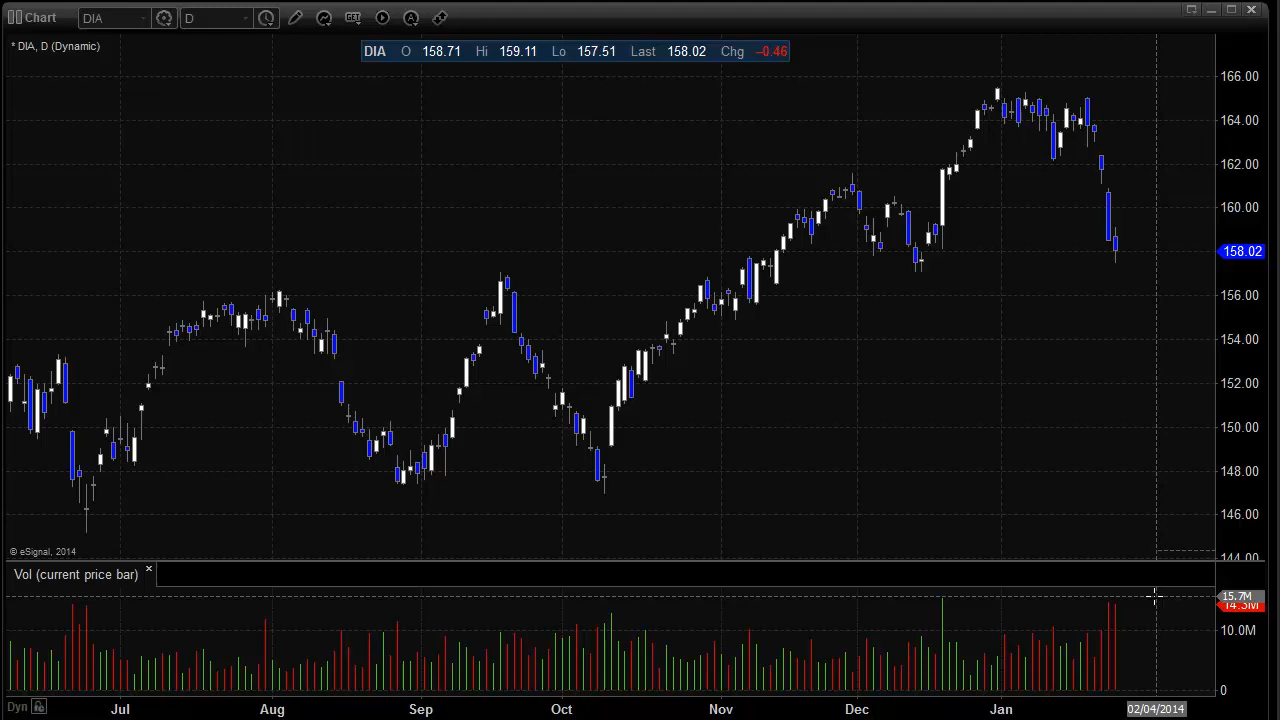 Chart DIA D GET A
* DIA, D (Dynamic)
DIA O 158.71 Hi 159.11 Lo 157.51 Last 158.02 Chg −0.46
166.00
164.00
162.00
160.00
158.02
156.00
154.00
152.00
150.00
148.00
146.00
144.00
© eSignal, 2014
Vol (current price bar) ×
15.7M
14.3M
10.0M
0
Dyn Jul Aug Sep Oct Nov Dec Jan 02/04/2014